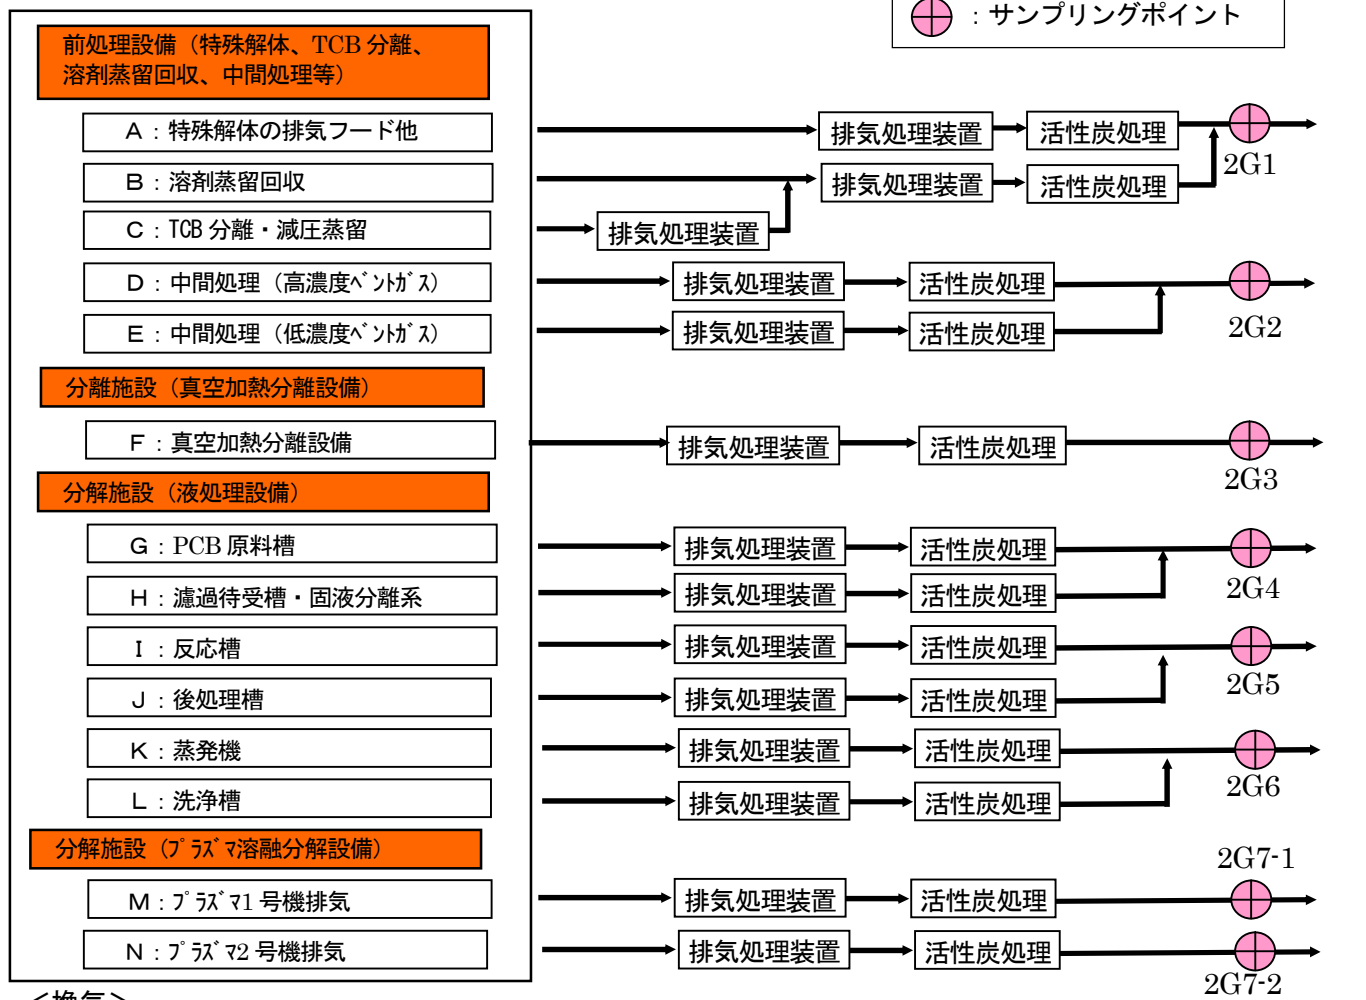 ：サンプリングポイント
前処理設備（特殊解体、TCB 分離、
溶剤蒸留回収、中間処理等）
A：特殊解体の排気フード他
排気処理装置
活性炭処理
2G1
B：溶剤蒸留回収
排気処理装置
活性炭処理
C：TCB 分離・減圧蒸留
排気処理装置
D：中間処理（高濃度ﾍﾞﾝﾄｶﾞｽ）
排気処理装置
活性炭処理
2G2
E：中間処理（低濃度ﾍﾞﾝﾄｶﾞｽ）
排気処理装置
活性炭処理
分離施設（真空加熱分離設備）
F：真空加熱分離設備
排気処理装置
活性炭処理
2G3
分解施設（液処理設備）
G：PCB 原料槽
排気処理装置
活性炭処理
2G4
H：濾過待受槽・固液分離系
排気処理装置
活性炭処理
I：反応槽
排気処理装置
活性炭処理
2G5
J：後処理槽
排気処理装置
活性炭処理
K：蒸発機
排気処理装置
活性炭処理
2G6
L：洗浄槽
排気処理装置
活性炭処理
分解施設（ﾌﾟﾗｽﾞﾏ溶融分解設備）
2G7-1
M：ﾌﾟﾗｽﾞﾏ1 号機排気
排気処理装置
活性炭処理
N：ﾌﾟﾗｽﾞﾏ2 号機排気
排気処理装置
活性炭処理
2G7-2
＜換気＞